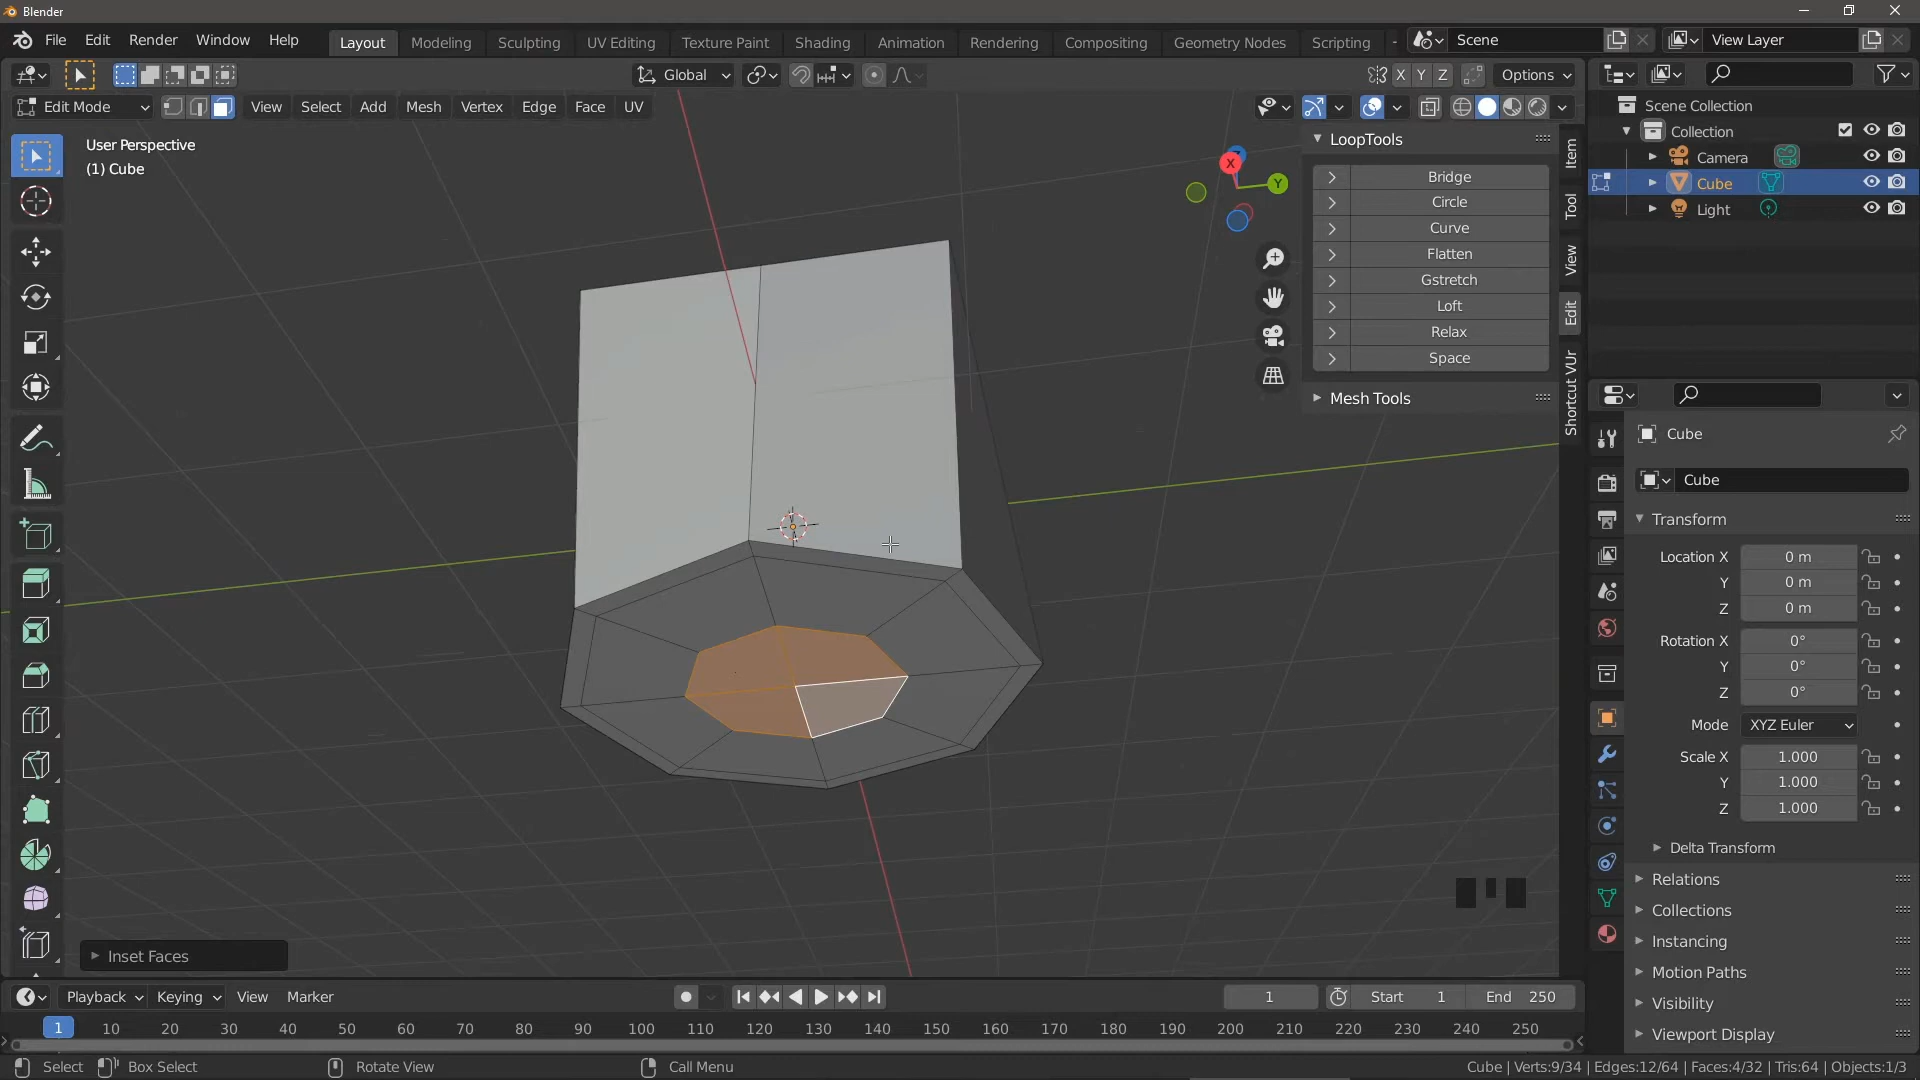 Blender
File Edit Render Window Help Layout Modeling Sculpting UV Editing Texture Paint Shading Animation Rendering Compositing Geometry Nodes Scripting Scene View Layer
Global X Y Z Options
Edit Mode View Select Add Mesh Vertex Edge Face UV
User Perspective
(1) Cube
X
Y
Z
LoopTools
Bridge
Circle
Curve
Flatten
Gstretch
Loft
Relax
Space
Mesh Tools
Item
Tool
View
Edit
Shortcut VUr
Scene Collection
Collection
Camera
Cube
Light
Cube
Cube
Transform
Location X 0 m
Y 0 m
Z 0 m
Rotation X 0°
Y 0°
Z 0°
Mode XYZ Euler
Scale X 1.000
Y 1.000
Z 1.000
Delta Transform
Relations
Collections
Instancing
Motion Paths
Visibility
Viewport Display
Inset Faces
Playback Keying View Marker 1 Start 1 End 250
1 10 20 30 40 50 60 70 80 90 100 110 120 130 140 150 160 170 180 190 200 210 220 230 240 250
Select Box Select Rotate View Call Menu Cube | Verts:9/34 | Edges:12/64 | Faces:4/32 | Tris:64 | Objects:1/3